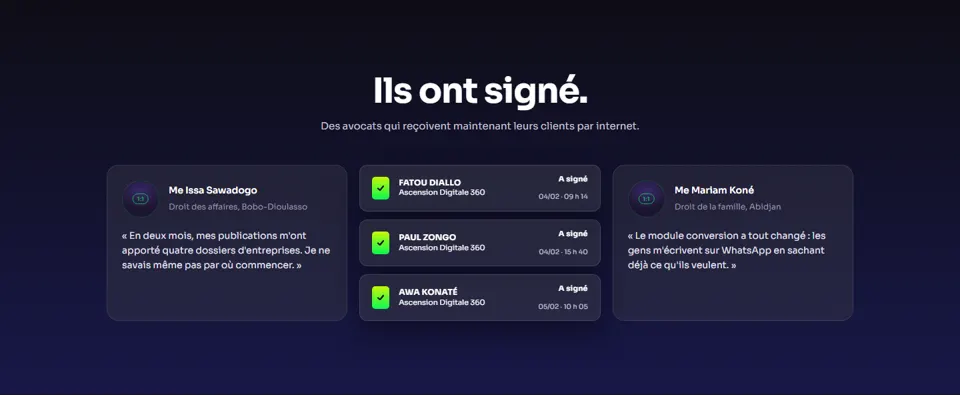 Ils ont signé.
Des avocats qui reçoivent maintenant leurs clients par internet.
1:1
Me Issa Sawadogo
Droit des affaires, Bobo-Dioulasso
« En deux mois, mes publications m'ont
apporté quatre dossiers d'entreprises. Je ne
savais même pas par où commencer. »
FATOU DIALLO
Ascension Digitale 360
A signé
04/02 · 09 h 14
PAUL ZONGO
Ascension Digitale 360
A signé
04/02 · 15 h 40
AWA KONATÉ
Ascension Digitale 360
A signé
05/02 · 10 h 05
1:1
Me Mariam Koné
Droit de la famille, Abidjan
« Le module conversion a tout changé : les
gens m'écrivent sur WhatsApp en sachant
déjà ce qu'ils veulent. »